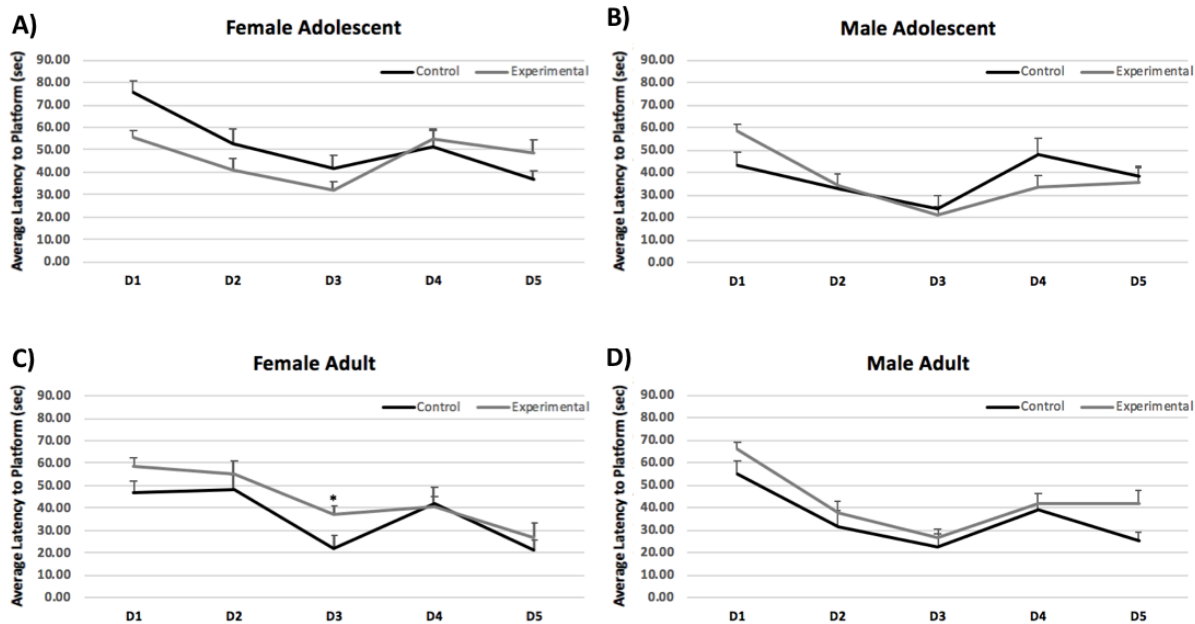 A)
Female Adolescent
Average Latency to Platform (sec)
90.00
80.00
70.00
60.00
50.00
40.00
30.00
20.00
10.00
0.00
Control
Experimental
D1 D2 D3 D4 D5
B)
Male Adolescent
Average Latency to Platform (sec)
90.00
80.00
70.00
60.00
50.00
40.00
30.00
20.00
10.00
0.00
Control
Experimental
D1 D2 D3 D4 D5
C)
Female Adult
Average Latency to Platform (sec)
90.00
80.00
70.00
60.00
50.00
40.00
30.00
20.00
10.00
0.00
Control
Experimental
*
D1 D2 D3 D4 D5
D)
Male Adult
Average Latency to Platform (sec)
90.00
80.00
70.00
60.00
50.00
40.00
30.00
20.00
10.00
0.00
Control
Experimental
D1 D2 D3 D4 D5